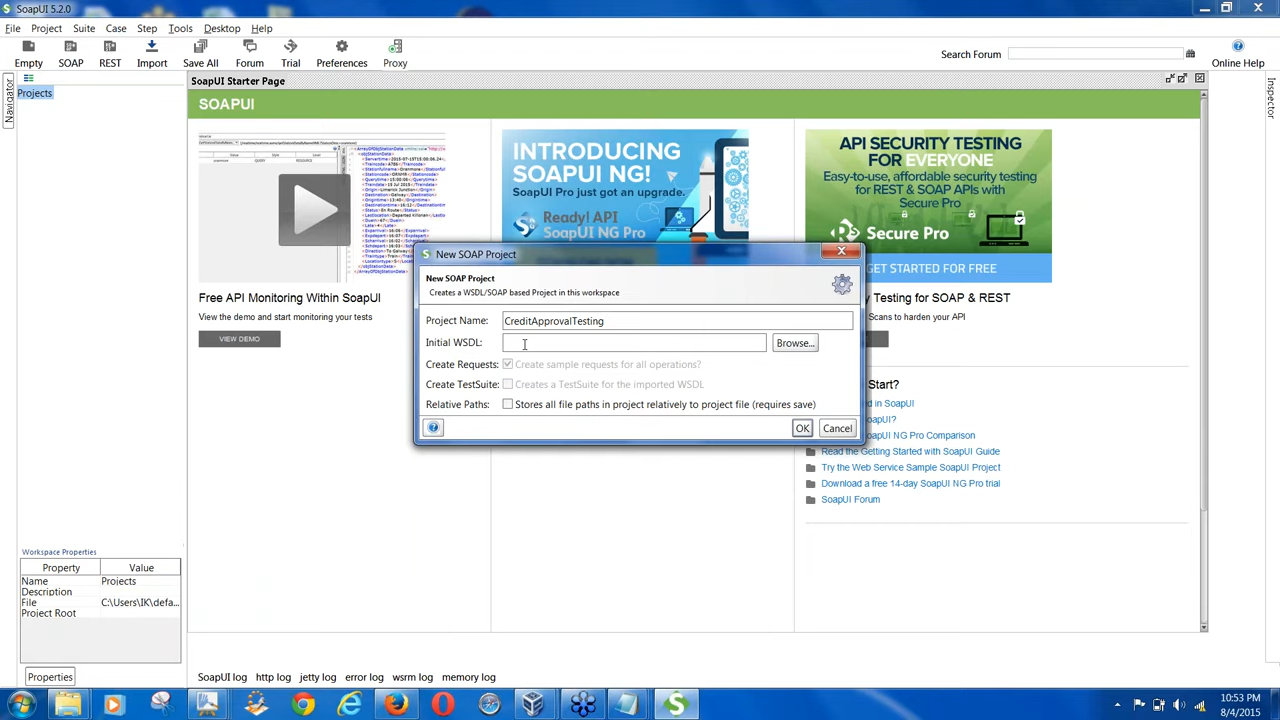 SoapUI 5.2.0
File Project Suite Case Step Tools Desktop Help
Empty SOAP REST Import Save All Forum Trial Preferences Proxy
Search Forum
Online Help
Navigator
Projects
SoapUI Starter Page
Inspector
SOAPUI
INTRODUCING
SOAPUI NG!
SoapUI Pro just got an upgrade.
Ready! API
SoapUI NG Pro
API SECURITY TESTING
FOR EVERYONE
Easy-to-use, affordable security testing
for REST & SOAP APIs with
Secure Pro
Secure Pro
GET STARTED FOR FREE
Free API Monitoring Within SoapUI
View the demo and start monitoring your tests
VIEW DEMO
y Testing for SOAP & REST
Scans to harden your API
New SOAP Project
New SOAP Project
Creates a WSDL/SOAP based Project in this workspace
Project Name: CreditApprovalTesting
Initial WSDL: Browse...
Create Requests: Create sample requests for all operations?
Create TestSuite: Creates a TestSuite for the imported WSDL
Relative Paths: Stores all file paths in project relatively to project file (requires save)
OK Cancel
Start?
ed in SoapUI
oapUI?
oapUI NG Pro Comparison
Read the Getting Started with SoapUI Guide
Try the Web Service Sample SoapUI Project
Download a free 14-day SoapUI NG Pro trial
SoapUI Forum
Workspace Properties
Property Value
Name Projects
Description
File C:\Users\IK\defa...
Project Root
Properties
SoapUI log http log jetty log error log wsrm log memory log
10:53 PM
8/4/2015